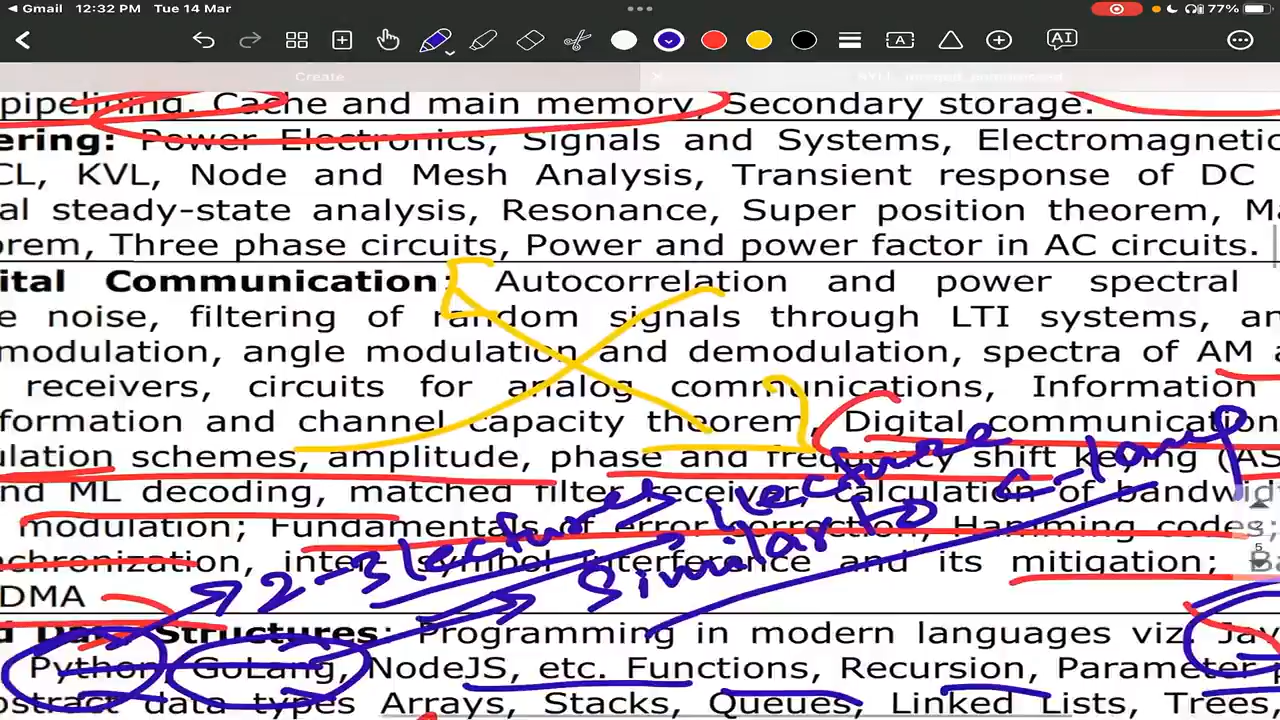 Gmail 12:32 PM Tue 14 Mar 77%
Create
pipelining. Cache and main memory, Secondary storage.
ering: Power Electronics, Signals and Systems, Electromagnetic
CL, KVL, Node and Mesh Analysis, Transient response of DC
al steady-state analysis, Resonance, Super position theorem, Ma
orem, Three phase circuits, Power and power factor in AC circuits.
ital Communication: Autocorrelation and power spectral
e noise, filtering of random signals through LTI systems, an
modulation, angle modulation and demodulation, spectra of AM a
receivers, circuits for analog communications, Information
formation and channel capacity theorem, Digital communication
ulation schemes, amplitude, phase and frequency shift keying (AS
nd ML decoding, matched filter receiver, calculation of bandwidt
modulation; Fundamentals of error correction, Hamming codes;
nchronization, inter-symbol interference and its mitigation; Ba
DMA
2-3 lectures 1 lecture
Similar to C-lang
d Data Structures: Programming in modern languages viz. Jav
Python, GoLang, NodeJS, etc. Functions, Recursion, Parameter p
bstract data types Arrays, Stacks, Queues, Linked Lists, Trees,